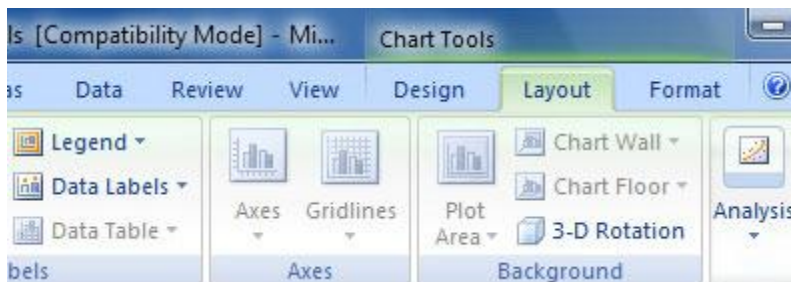 ls [Compatibility Mode] - Mi... Chart Tools
as Data Review View Design Layout Format
Legend
Data Labels
Data Table
Axes Gridlines
Plot Area
Chart Wall
Chart Floor
3-D Rotation
Analysis
bels Axes Background